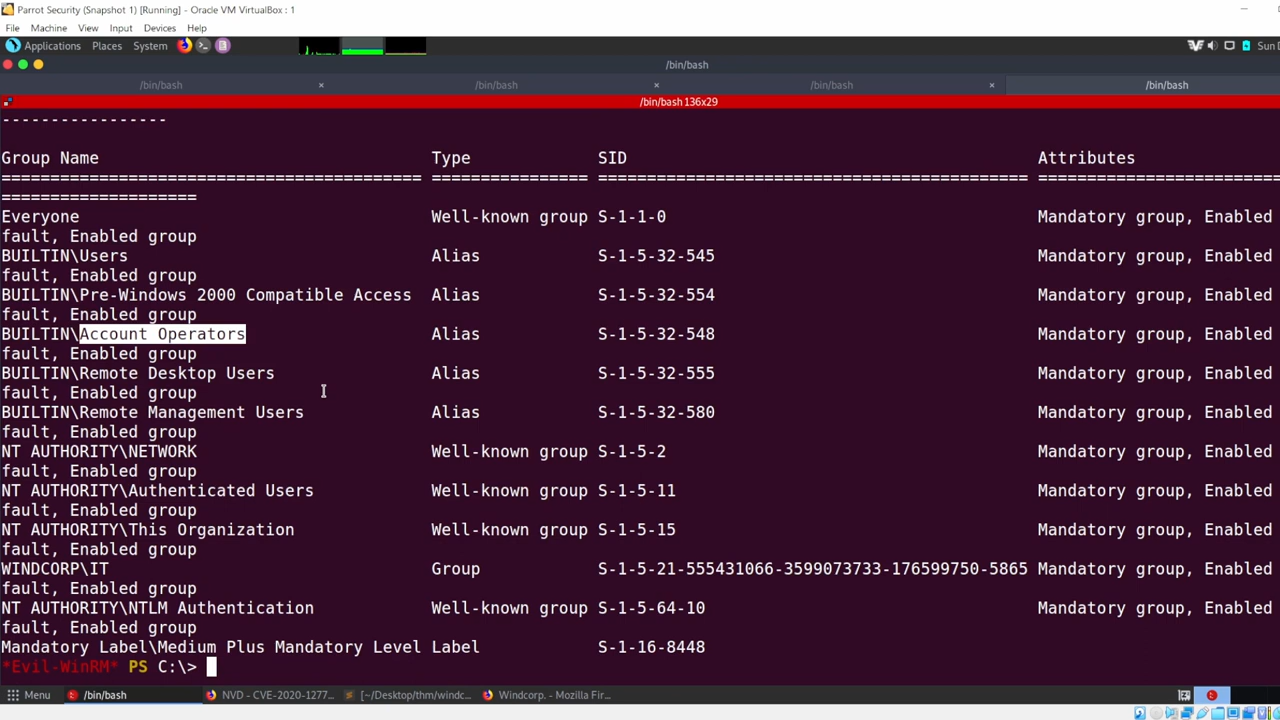 Parrot Security (Snapshot 1) [Running] - Oracle VM VirtualBox : 1
File Machine View Input Devices Help
Applications Places System Sun
/bin/bash
/bin/bash × /bin/bash × /bin/bash × /bin/bash
/bin/bash 136x29
-----------------
Group Name Type SID Attributes
=========================================== ================ ============================================ =========================
====================
Everyone Well-known group S-1-1-0 Mandatory group, Enabled
fault, Enabled group
BUILTIN\Users Alias S-1-5-32-545 Mandatory group, Enabled
fault, Enabled group
BUILTIN\Pre-Windows 2000 Compatible Access Alias S-1-5-32-554 Mandatory group, Enabled
fault, Enabled group
BUILTIN\Account Operators Alias S-1-5-32-548 Mandatory group, Enabled
fault, Enabled group
BUILTIN\Remote Desktop Users Alias S-1-5-32-555 Mandatory group, Enabled
fault, Enabled group
BUILTIN\Remote Management Users Alias S-1-5-32-580 Mandatory group, Enabled
fault, Enabled group
NT AUTHORITY\NETWORK Well-known group S-1-5-2 Mandatory group, Enabled
fault, Enabled group
NT AUTHORITY\Authenticated Users Well-known group S-1-5-11 Mandatory group, Enabled
fault, Enabled group
NT AUTHORITY\This Organization Well-known group S-1-5-15 Mandatory group, Enabled
fault, Enabled group
WINDCORP\IT Group S-1-5-21-555431066-3599073733-176599750-5865 Mandatory group, Enabled
fault, Enabled group
NT AUTHORITY\NTLM Authentication Well-known group S-1-5-64-10 Mandatory group, Enabled
fault, Enabled group
Mandatory Label\Medium Plus Mandatory Level Label S-1-16-8448
*Evil-WinRM* PS C:\>
Menu /bin/bash NVD - CVE-2020-1277... [~/Desktop/thm/windc... Windcorp. - Mozilla Fir...